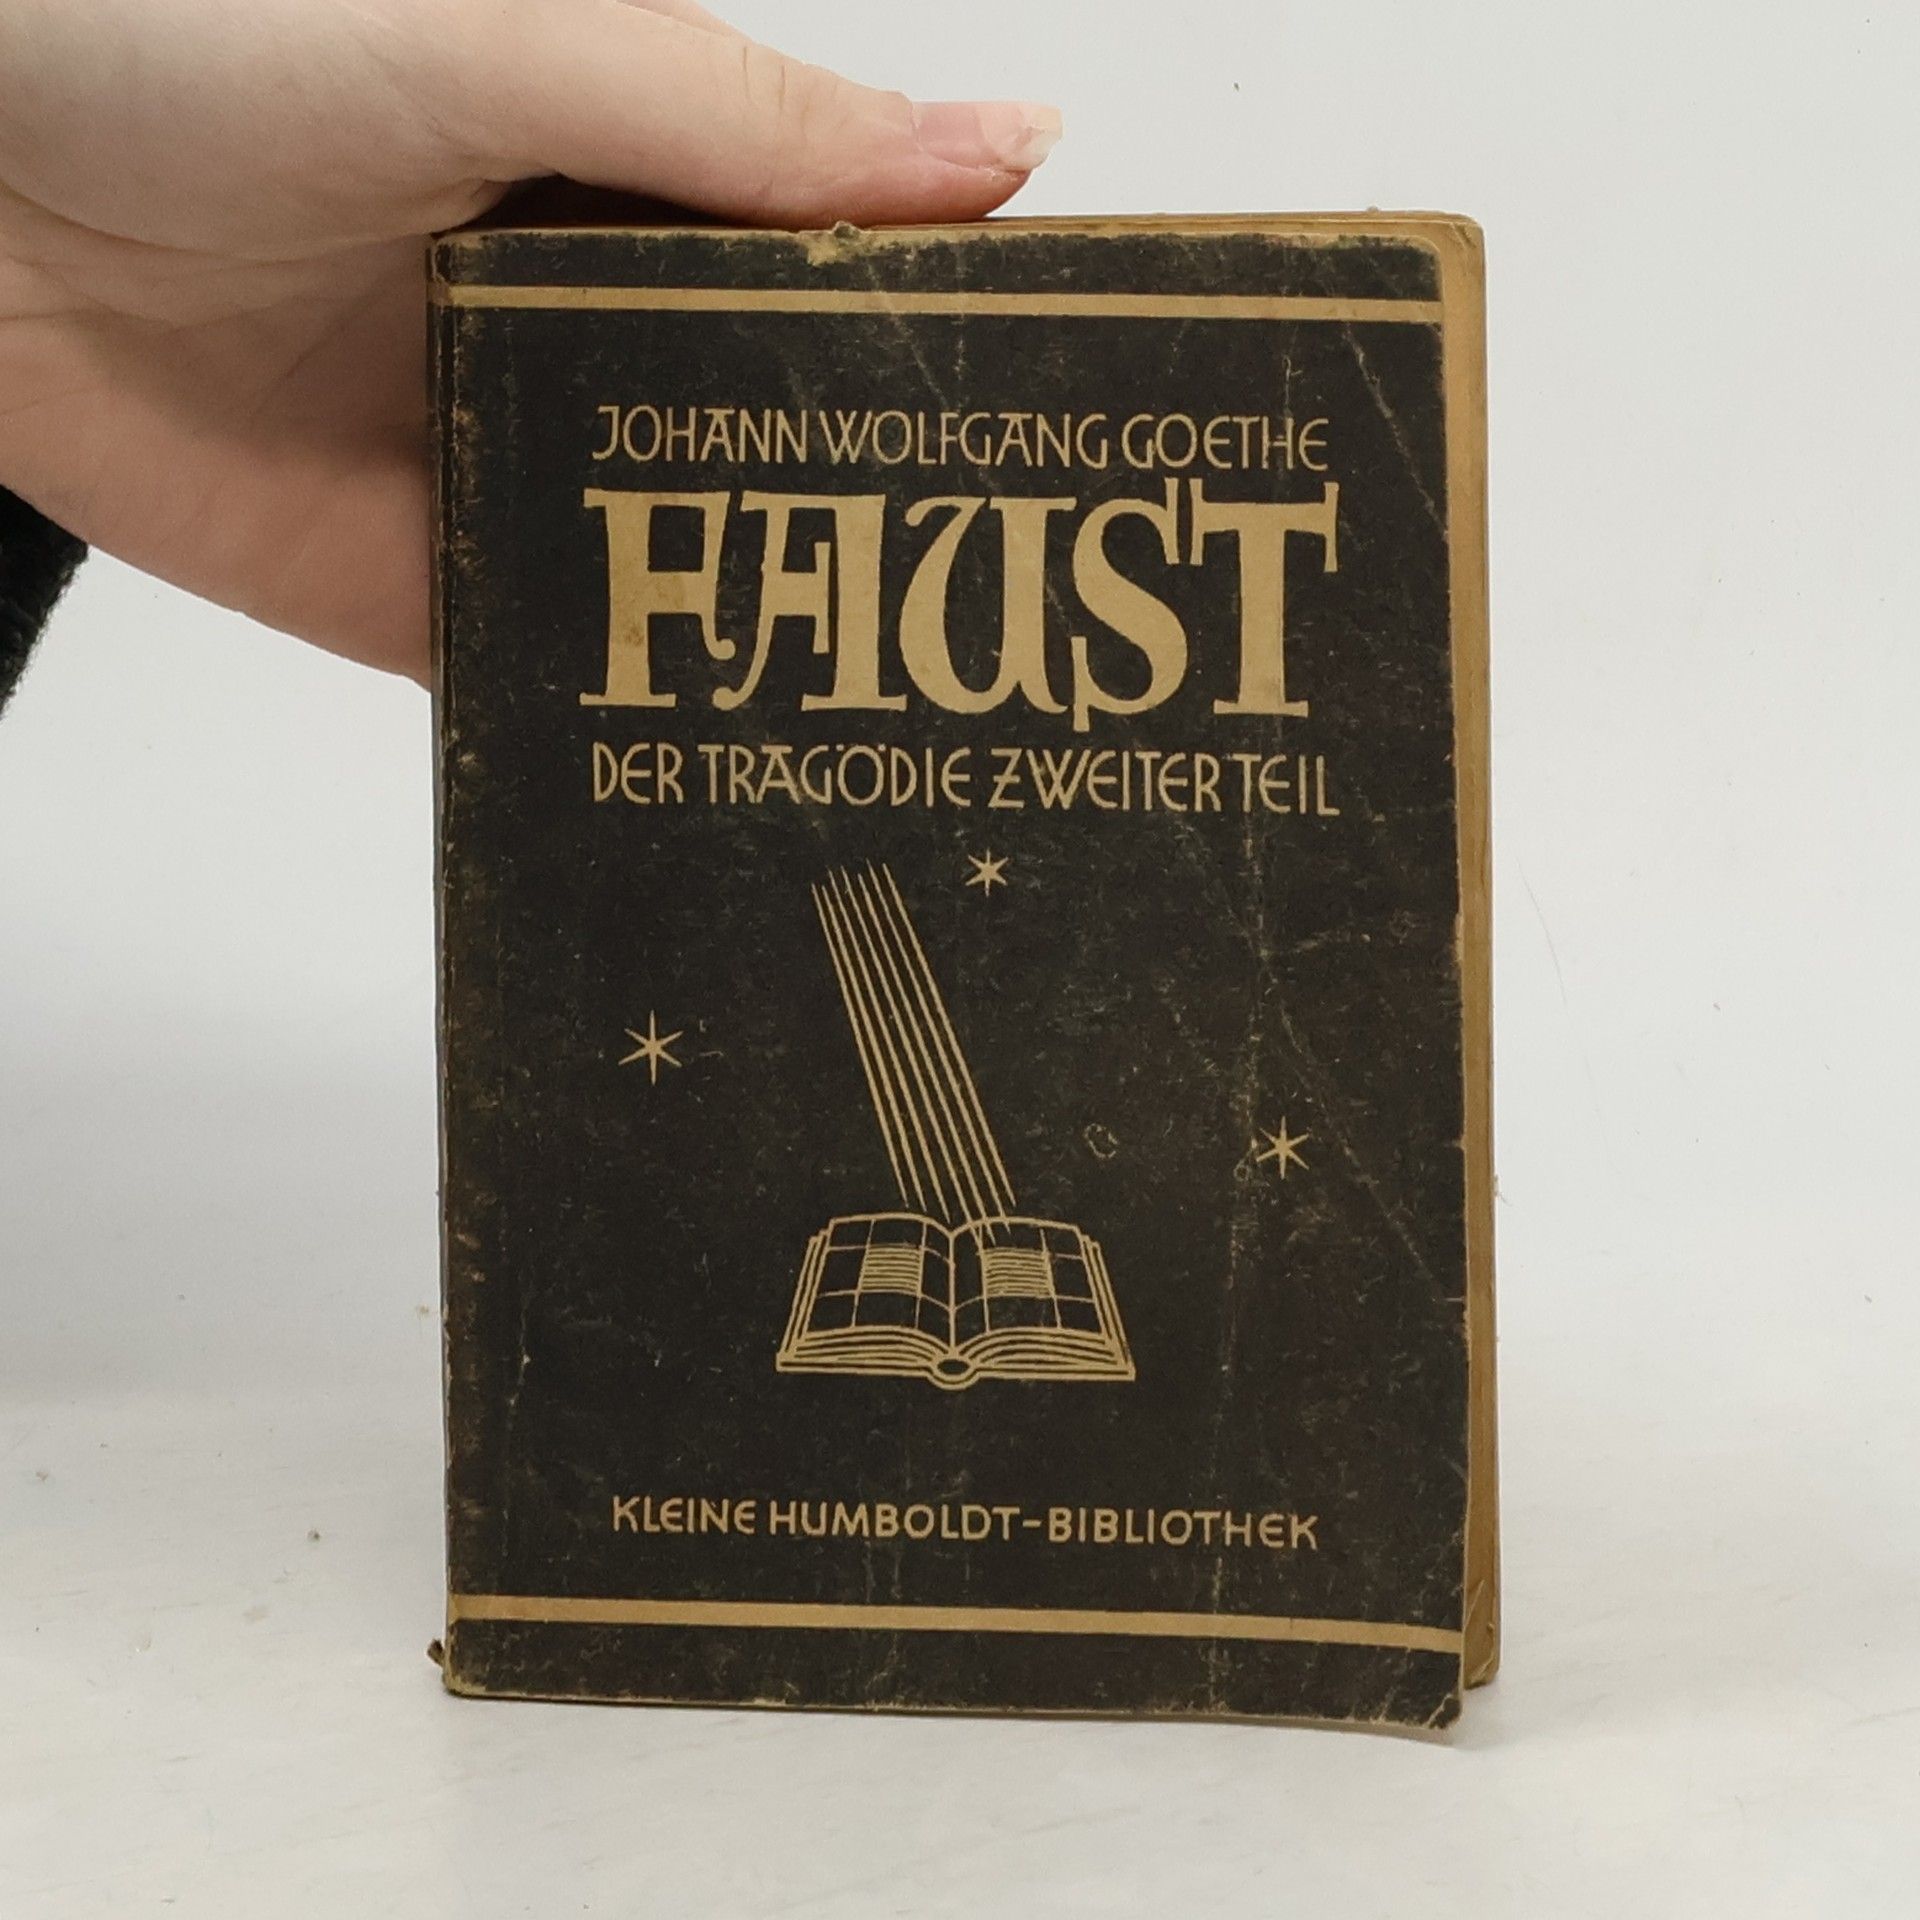 JOHANN WOLFGANG GOETHE
FAUST
DER TRAGÖDIE ZWEITER TEIL
KLEINE HUMBOLDT-BIBLIOTHEK